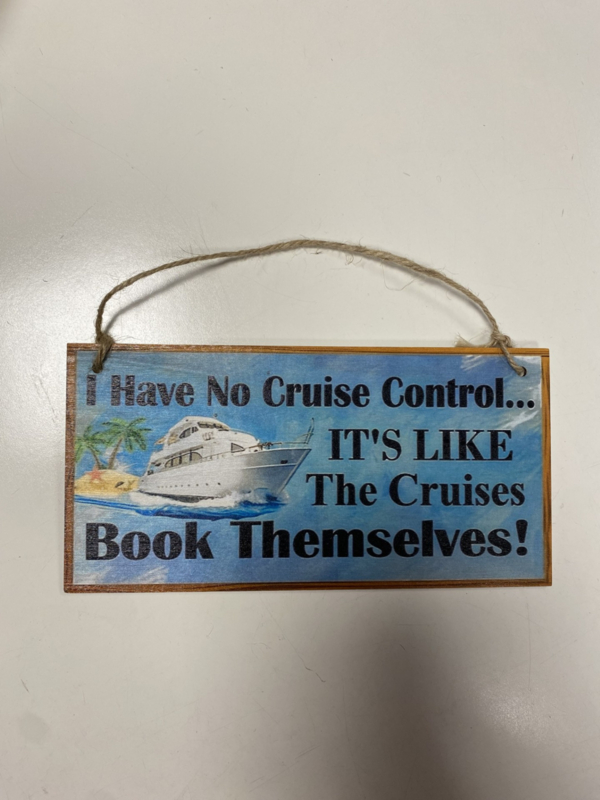 I Have No Cruise Control...
IT'S LIKE
The Cruises
Book Themselves!